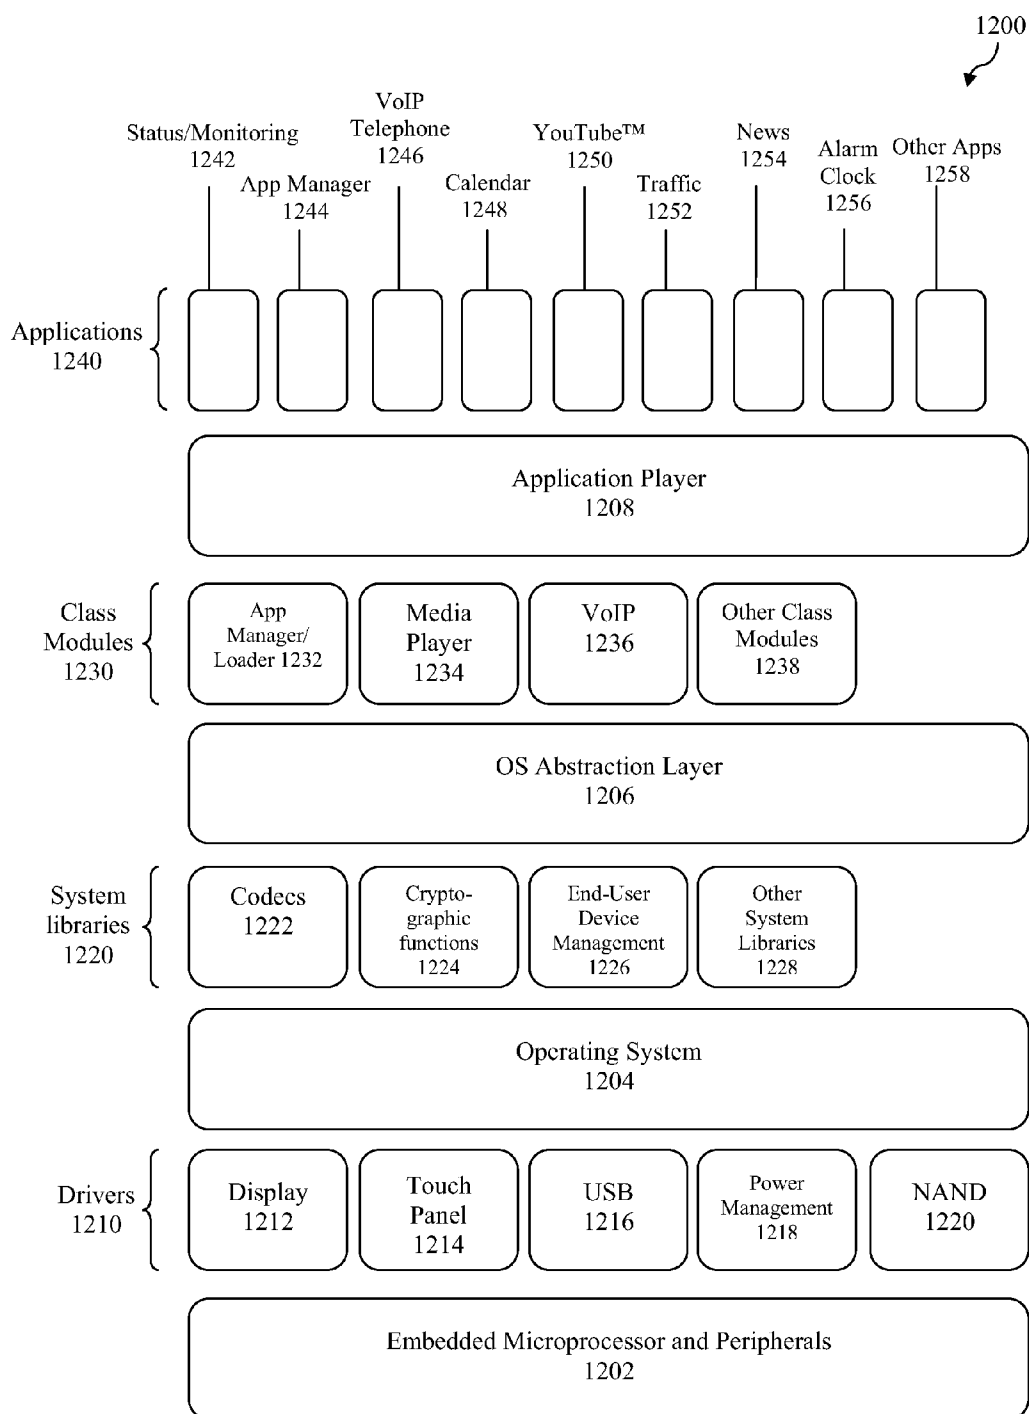 1200
Status/Monitoring
1242
App Manager
1244
VoIP
Telephone
1246
Calendar
1248
YouTube™
1250
Traffic
1252
News
1254
Alarm
Clock
1256
Other Apps
1258
Applications
1240
Application Player
1208
Class
Modules
1230
App
Manager/
Loader 1232
Media
Player
1234
VoIP
1236
Other Class
Modules
1238
OS Abstraction Layer
1206
System
libraries
1220
Codecs
1222
Crypto-
graphic
functions
1224
End-User
Device
Management
1226
Other
System
Libraries
1228
Operating System
1204
Drivers
1210
Display
1212
Touch
Panel
1214
USB
1216
Power
Management
1218
NAND
1220
Embedded Microprocessor and Peripherals
1202